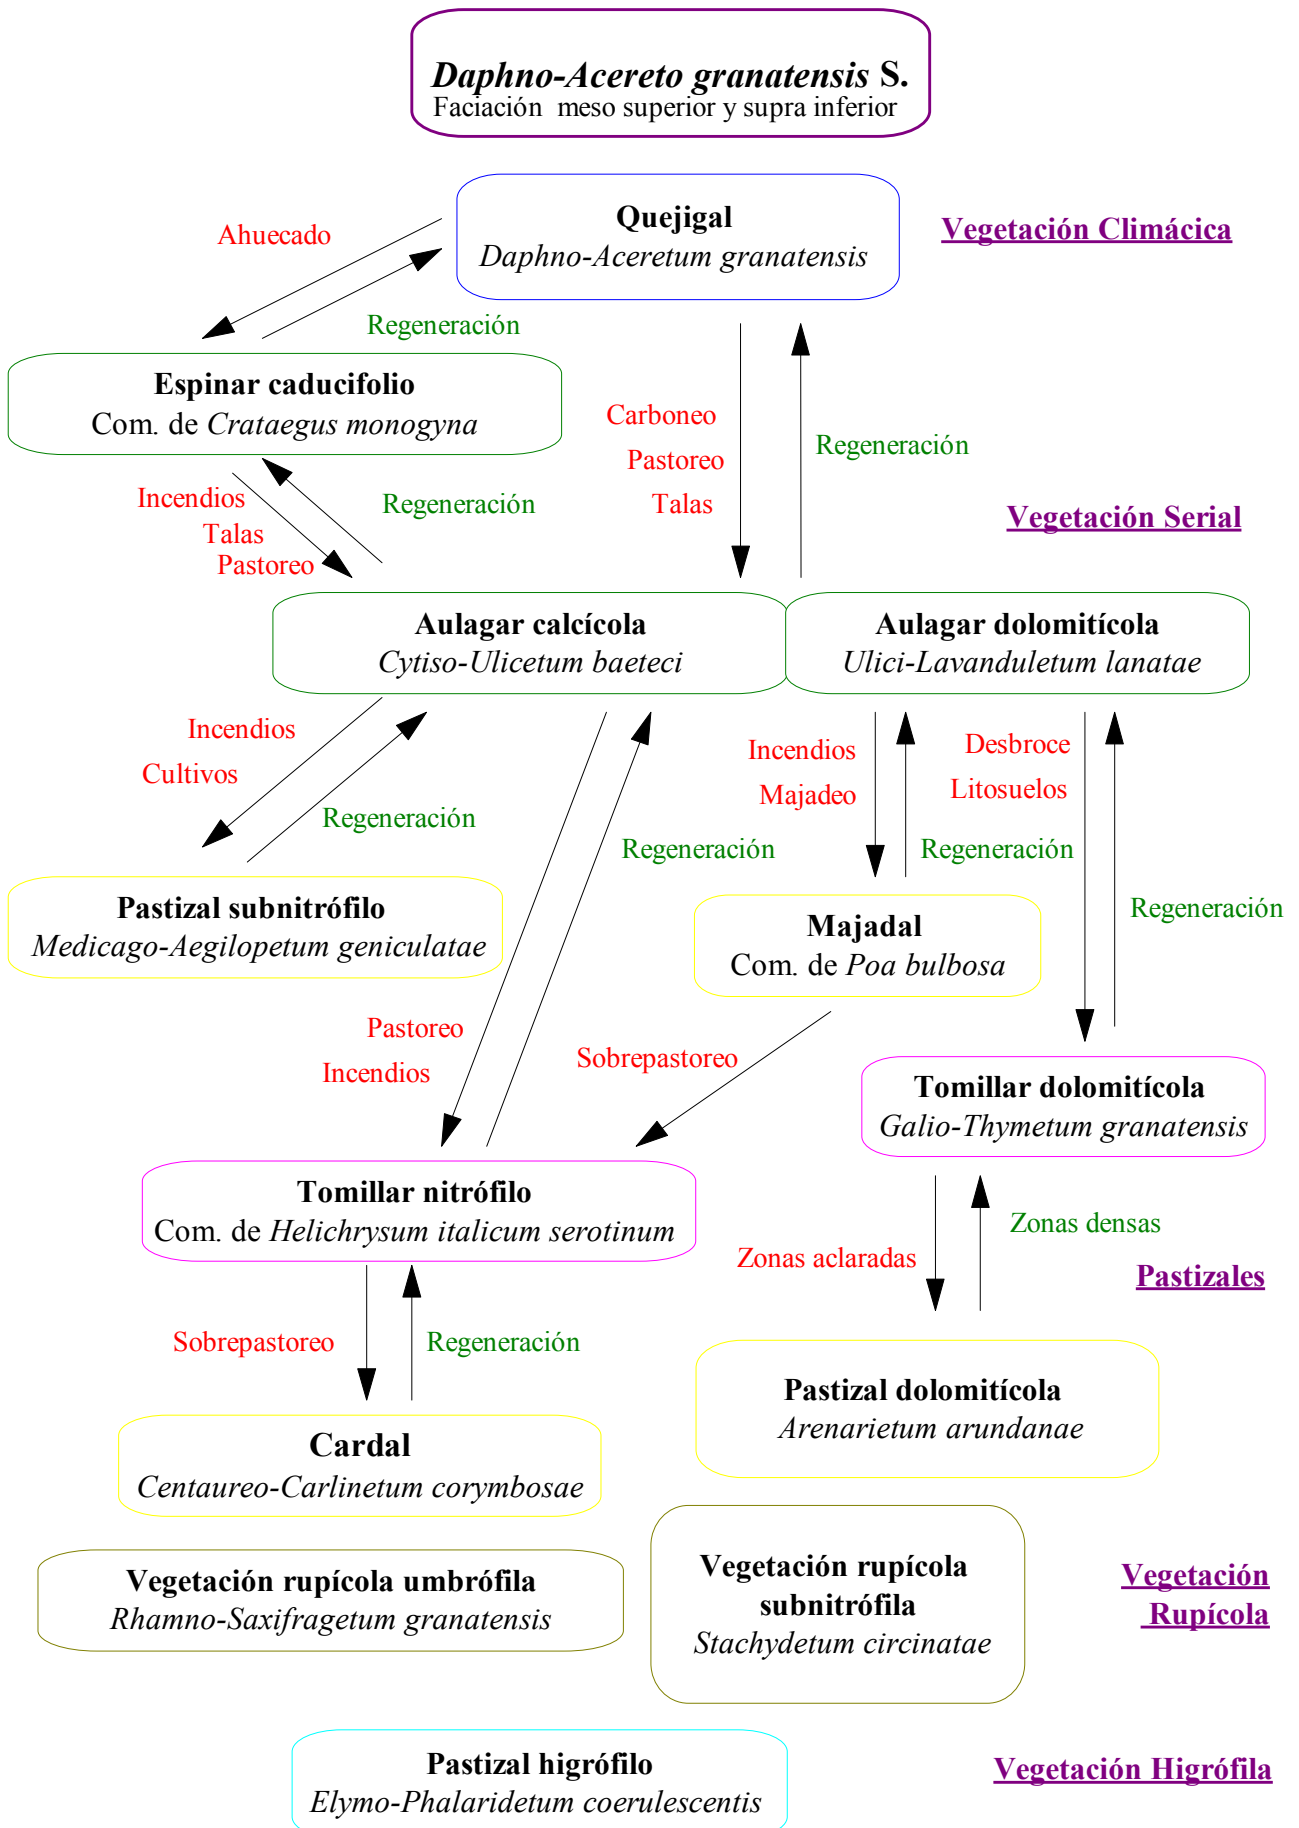 Daphno-Acereto granatensis S.
Faciación meso superior y supra inferior
Quejigal
Daphno-Aceretum granatensis
Vegetación Climácica
Ahuecado
Regeneración
Espinar caducifolio
Com. de Crataegus monogyna
Carboneo
Pastoreo
Talas
Regeneración
Incendios
Talas
Pastoreo
Regeneración
Vegetación Serial
Aulagar calcícola
Cytiso-Ulicetum baeteci
Aulagar dolomitícola
Ulici-Lavanduletum lanatae
Incendios
Cultivos
Regeneración
Regeneración
Incendios
Majadeo
Regeneración
Desbroce
Litosuelos
Regeneración
Pastizal subnitrófilo
Medicago-Aegilopetum geniculatae
Majadal
Com. de Poa bulbosa
Pastoreo
Incendios
Sobrepastoreo
Tomillar dolomitícola
Galio-Thymetum granatensis
Tomillar nitrófilo
Com. de Helichrysum italicum serotinum
Zonas aclaradas
Zonas densas
Pastizales
Sobrepastoreo
Regeneración
Pastizal dolomitícola
Arenarietum arundanae
Cardal
Centaureo-Carlinetum corymbosae
Vegetación rupícola umbrófila
Rhamno-Saxifragetum granatensis
Vegetación rupícola
subnitrófila
Stachydetum circinatae
Vegetación
Rupícola
Pastizal higrófilo
Elymo-Phalaridetum coerulescentis
Vegetación Higrófila